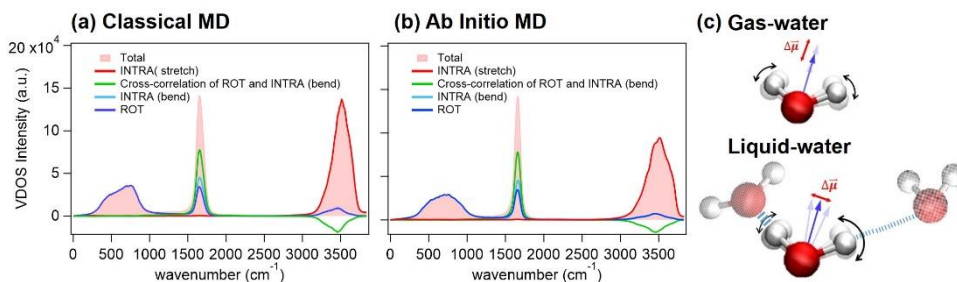 (a) Classical MD
20 x10⁴
15
10
5
0
VDOS Intensity (a.u.)
Total
INTRA( stretch)
Cross-correlation of ROT and INTRA (bend)
INTRA (bend)
ROT
0 500 1000 1500 2000 2500 3000 3500
wavenumber (cm⁻¹)
(b) Ab Initio MD
Total
INTRA (stretch)
Cross-correlation of ROT and INTRA (bend)
INTRA (bend)
ROT
0 500 1000 1500 2000 2500 3000 3500
wavenumber (cm⁻¹)
(c) Gas-water
Δμ⃗
Liquid-water
Δμ⃗